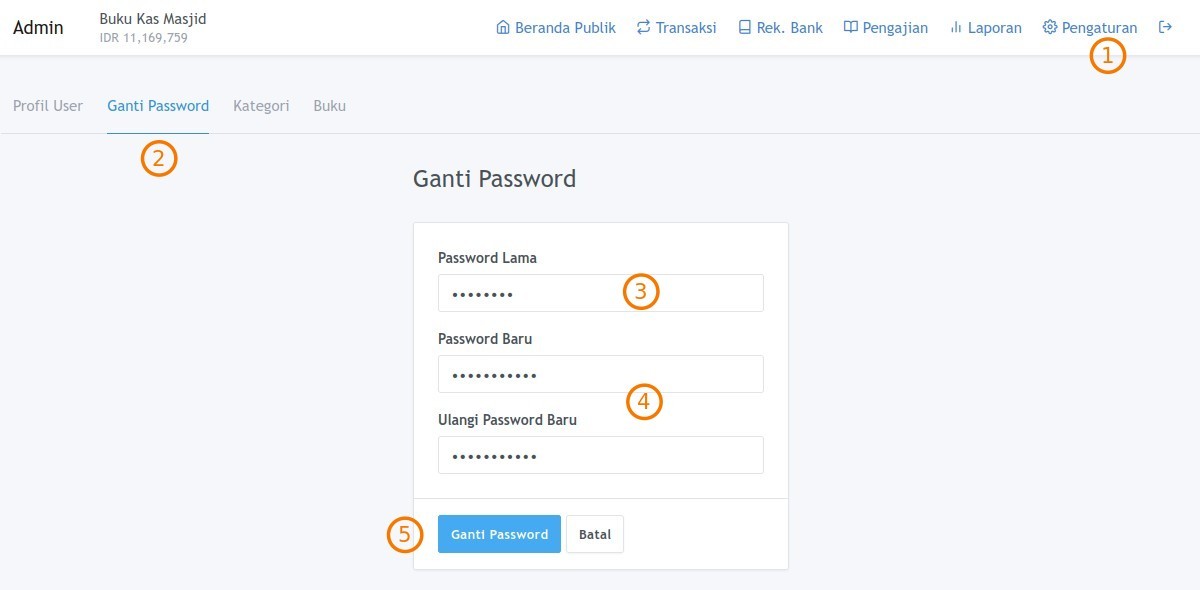 Admin
Buku Kas Masjid
IDR 11,169,759
Beranda Publik Transaksi Rek. Bank Pengajian Laporan Pengaturan
1
Profil User Ganti Password Kategori Buku
2
Ganti Password
Password Lama
•••••••• 3
Password Baru
•••••••••••
4
Ulangi Password Baru
•••••••••••
5 Ganti Password Batal